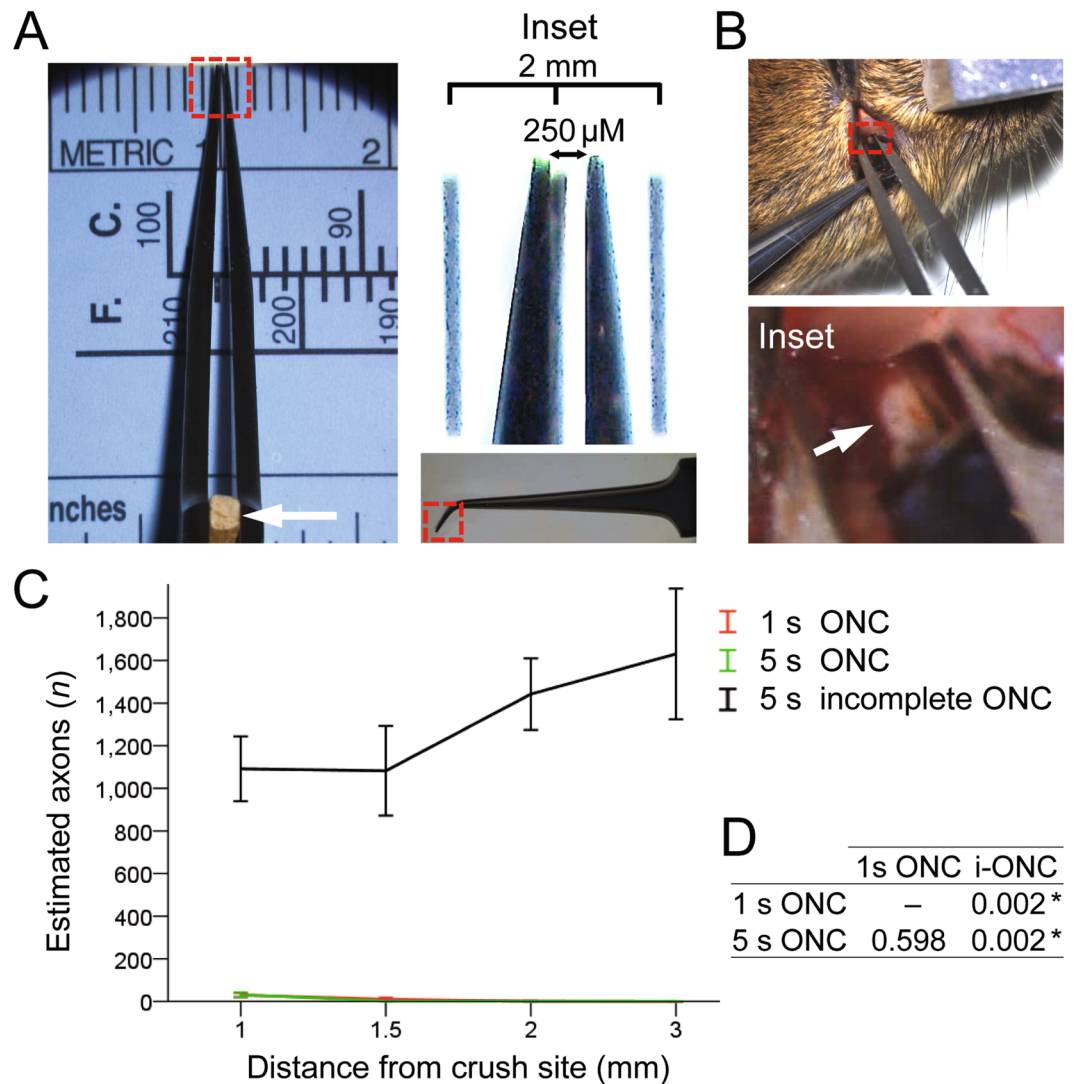 A
METRIC 1 2
C.
100
90
F.
210
200
190
nches
Inset
2 mm
250 µM
B
Inset
C
Estimated axons (n)
1,800
1,600
1,400
1,200
1,000
800
600
400
200
0
1 1.5 2 3
Distance from crush site (mm)
1 s ONC
5 s ONC
5 s incomplete ONC
D
1s ONC i-ONC
1 s ONC – 0.002 *
5 s ONC 0.598 0.002 *